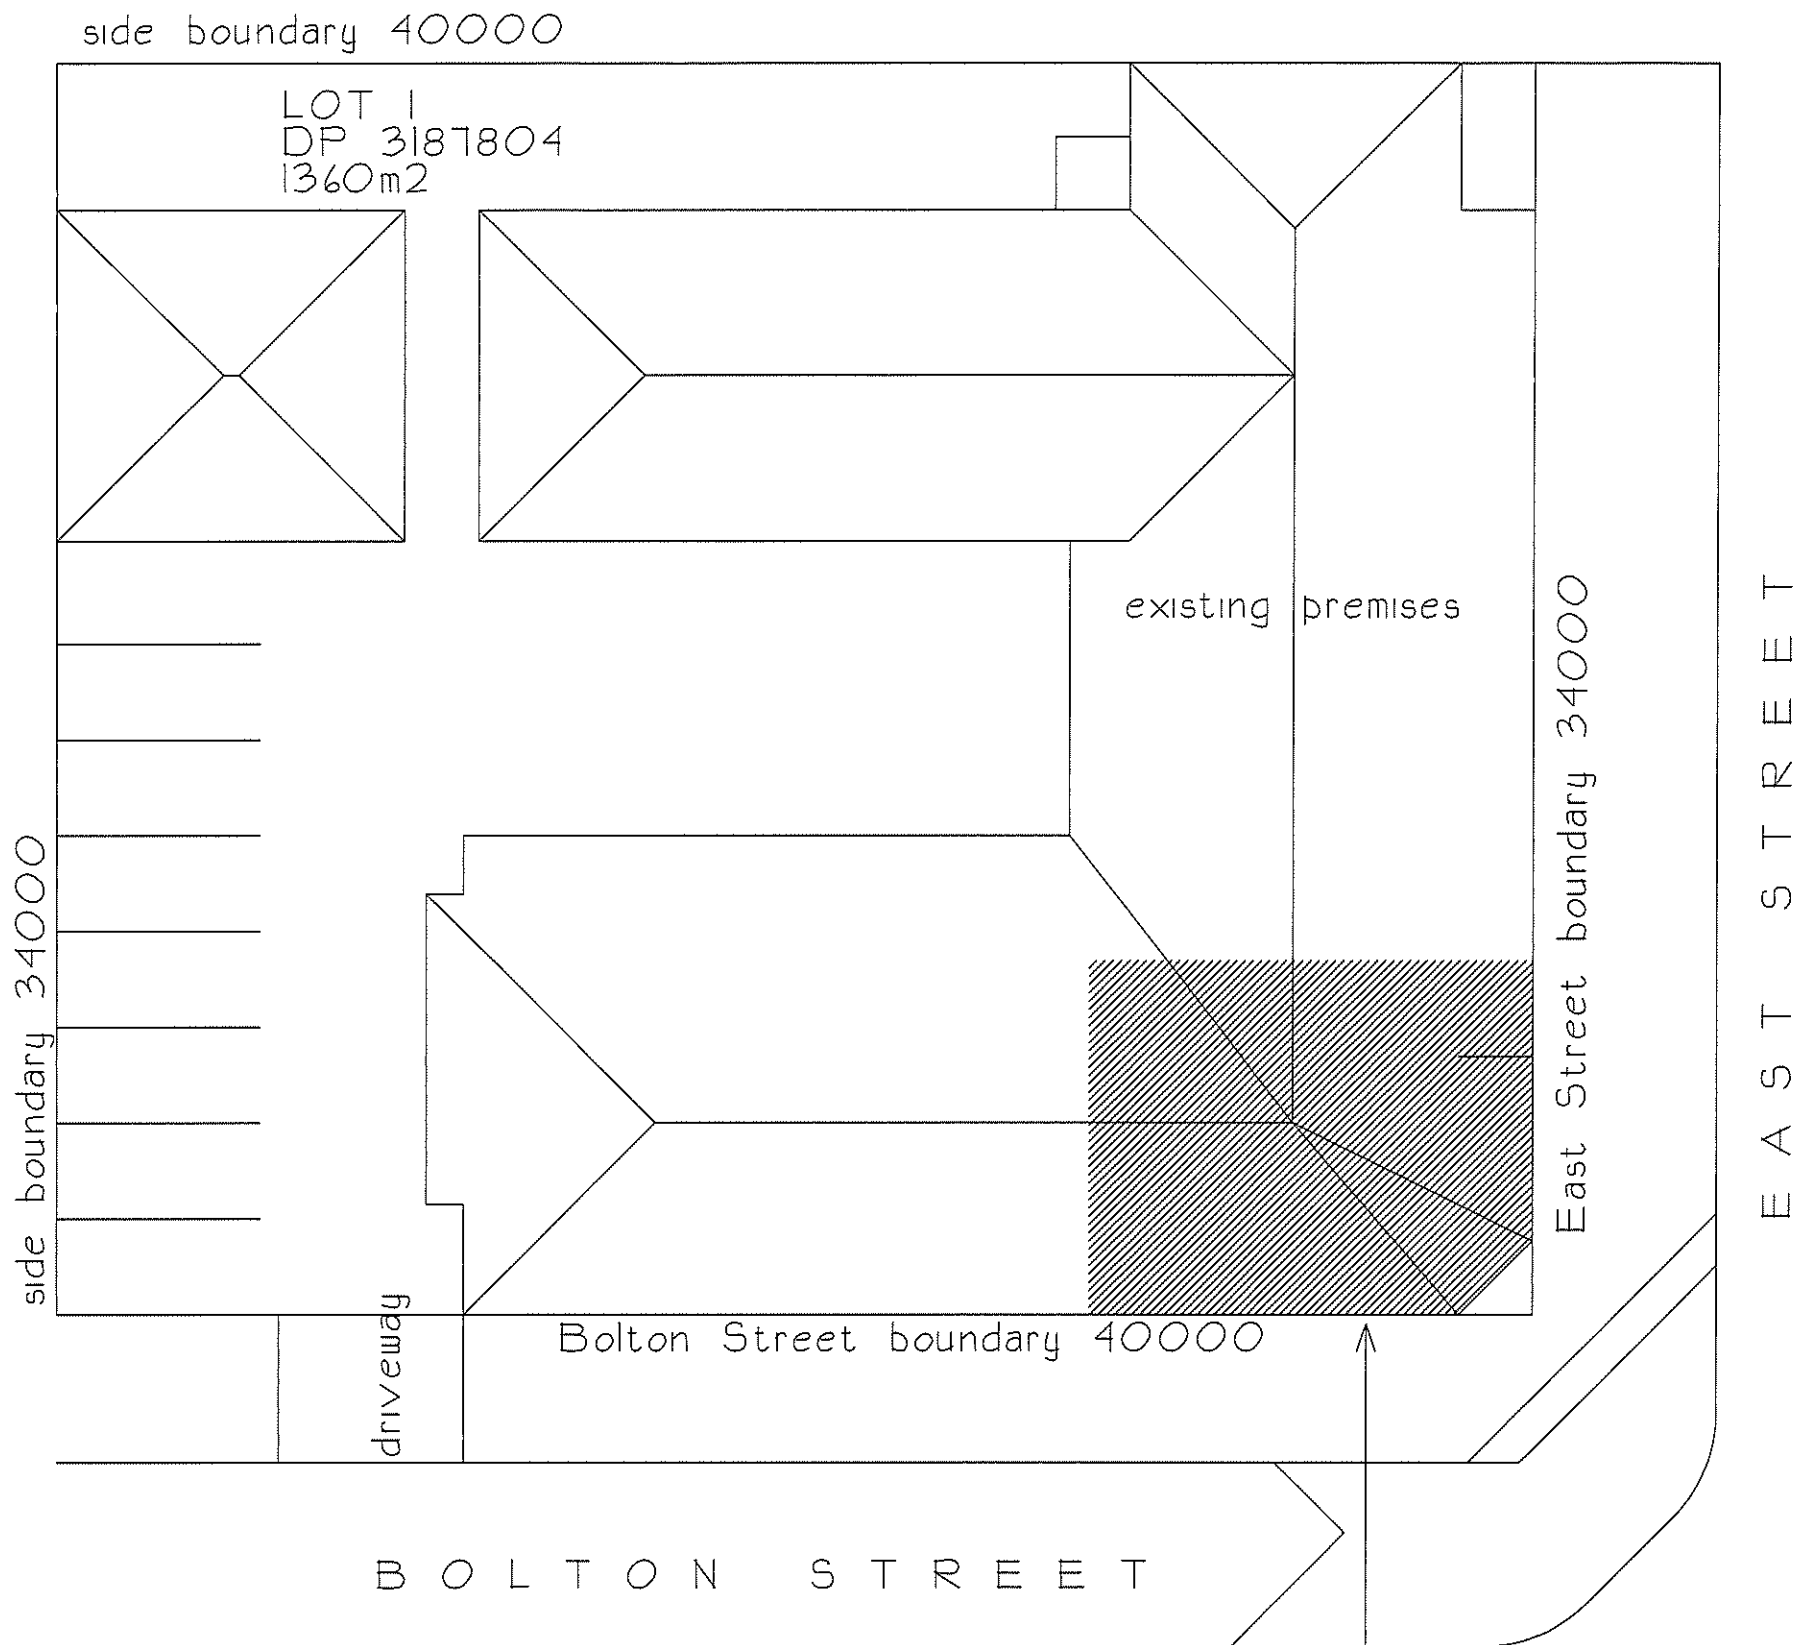 side boundary 40000
LOT 1
DP 3187804
1360m2
existing premises
East Street boundary 34000
EAST STREET
side boundary 34000
driveway
Bolton Street boundary 40000
BOLTON STREET